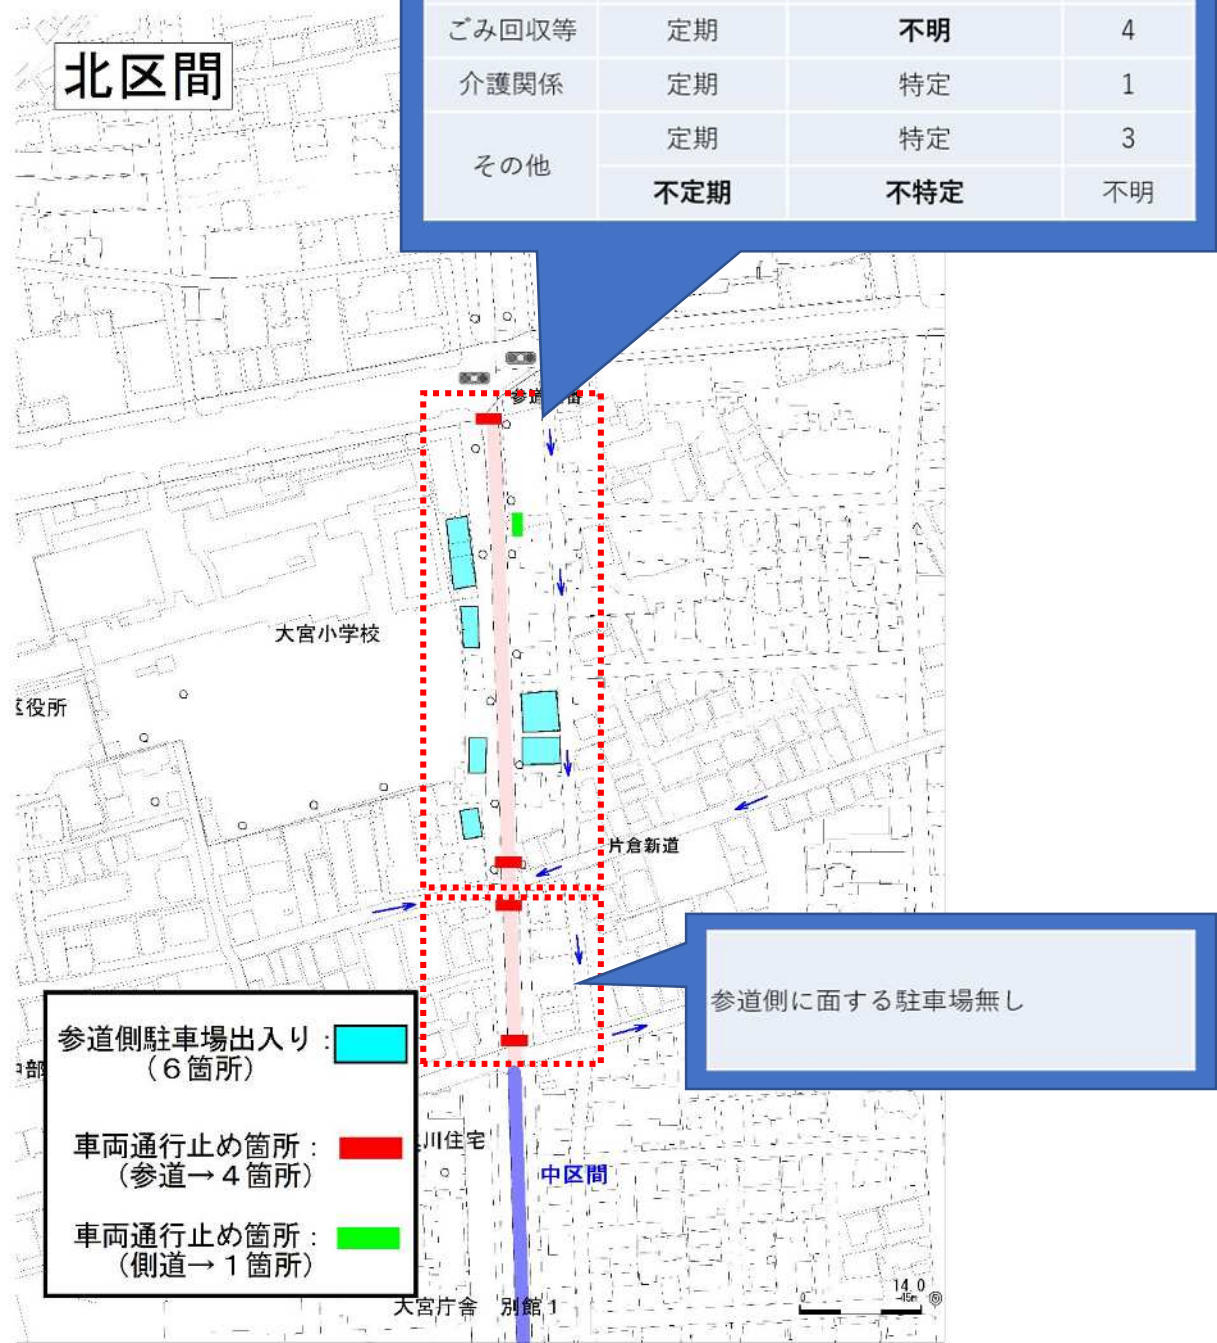 北区間
ごみ回収等 定期 不明 4
介護関係 定期 特定 1
その他 定期 特定 3
不定期 不特定 不明
大宮小学校
区役所
片倉新道
参道側に面する駐車場無し
参道側駐車場出入り：
（６箇所）
車両通行止め箇所：
（参道→４箇所）
車両通行止め箇所：
（側道→１箇所）
川住宅
中区間
大宮庁舎 別館１